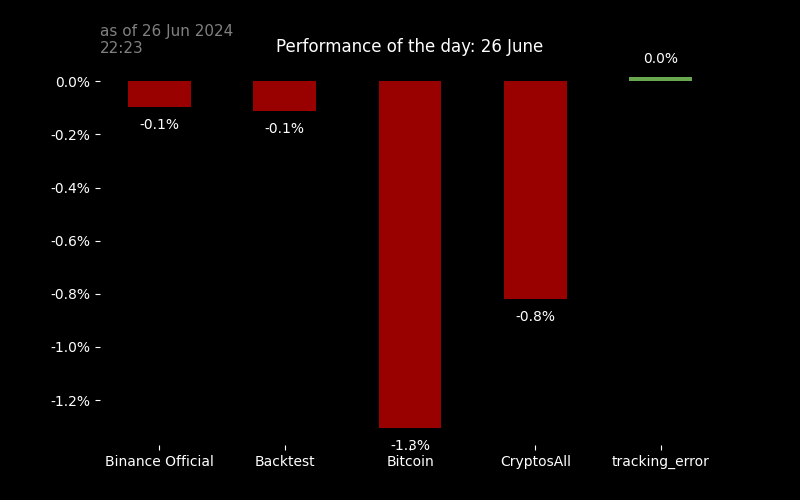 as of 26 Jun 2024
22:23
Performance of the day: 26 June
0.0%
0.0%
-0.2%
-0.4%
-0.6%
-0.8%
-1.0%
-1.2%
-0.1%
-0.1%
-1.3%
-0.8%
Binance Official
Backtest
Bitcoin
CryptosAll
tracking_error